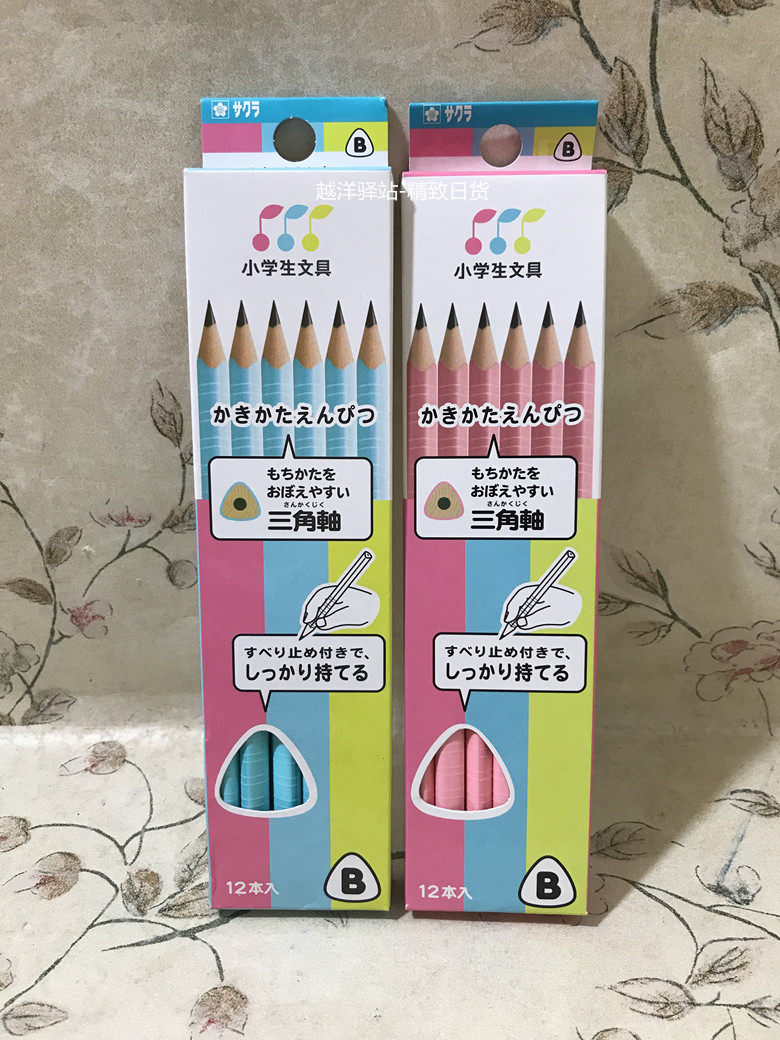 サクラ
B
越洋驿站-精致日货
小学生文具
かきかたえんぴつ
もちかたを
おぼえやすい
さんかくじく
三角軸
すべり止め付きで、
しっかり持てる
12本入
B
サクラ
B
小学生文具
かきかたえんぴつ
もちかたを
おぼえやすい
さんかくじく
三角軸
すべり止め付きで、
しっかり持てる
12本入
B